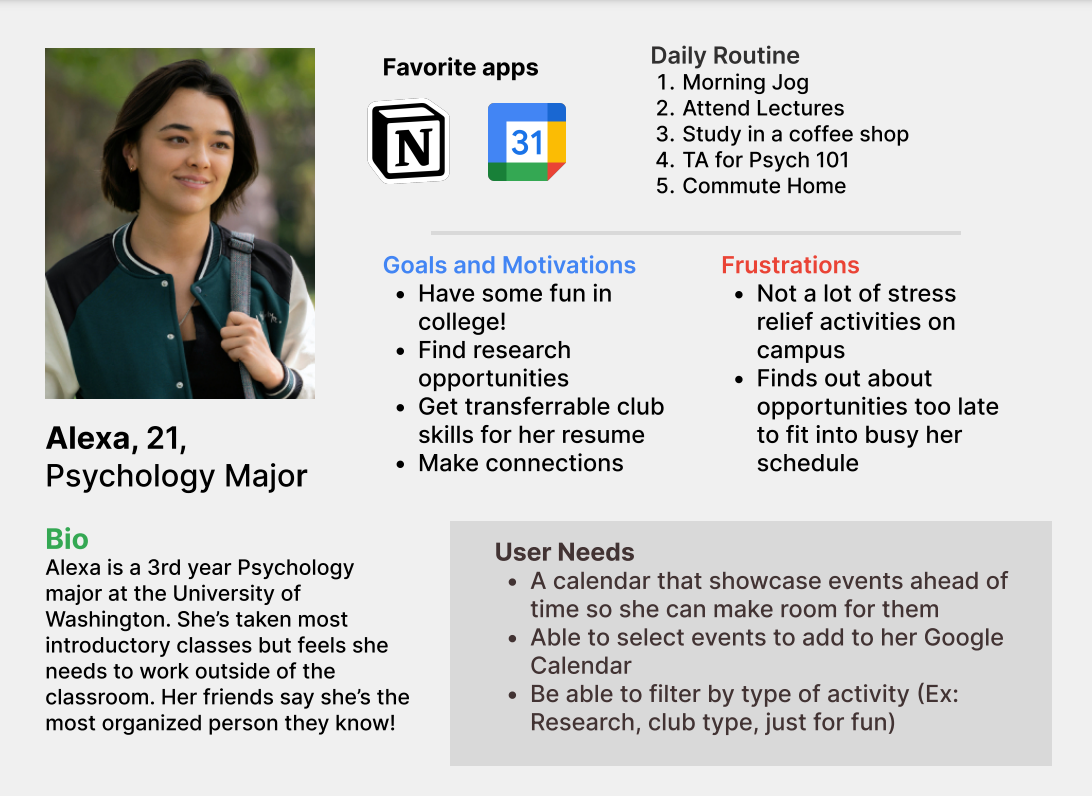 Favorite apps
N
31
Daily Routine
1. Morning Jog
2. Attend Lectures
3. Study in a coffee shop
4. TA for Psych 101
5. Commute Home
Goals and Motivations
• Have some fun in
college!
• Find research
opportunities
• Get transferrable club
skills for her resume
• Make connections
Frustrations
• Not a lot of stress
relief activities on
campus
• Finds out about
opportunities too late
to fit into busy her
schedule
Alexa, 21,
Psychology Major
Bio
Alexa is a 3rd year Psychology
major at the University of
Washington. She’s taken most
introductory classes but feels she
needs to work outside of the
classroom. Her friends say she’s the
most organized person they know!
User Needs
• A calendar that showcase events ahead of
time so she can make room for them
• Able to select events to add to her Google
Calendar
• Be able to filter by type of activity (Ex:
Research, club type, just for fun)